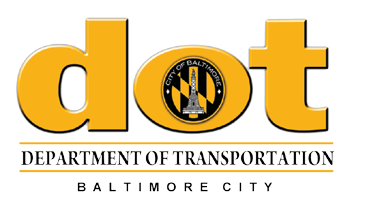 dot
CITY OF BALTIMORE
DEPARTMENT OF TRANSPORTATION
BALTIMORE CITY